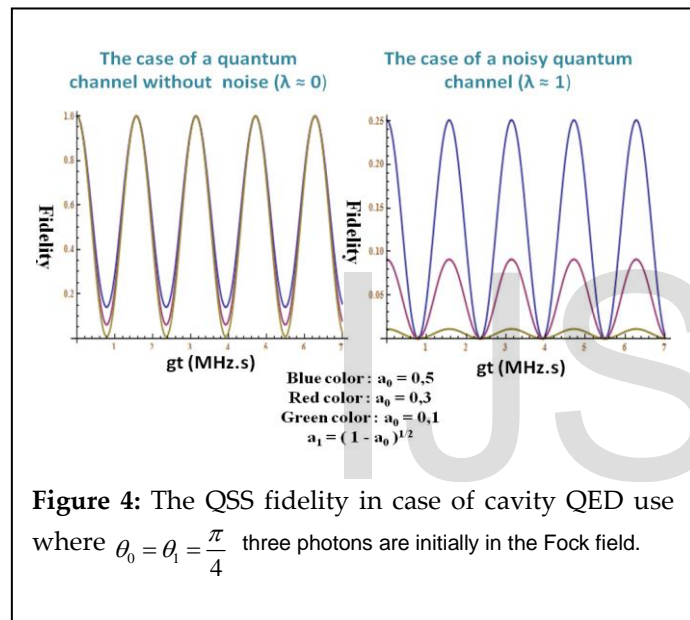 The case of a quantum
channel without noise (λ ≈ 0)
The case of a noisy quantum
channel (λ ≈ 1)
Fidelity
1.0
0.8
0.6
0.4
0.2
1 2 3 4 5 6 7
gt (MHz.s)
Fidelity
0.25
0.20
0.15
0.10
0.05
1 2 3 4 5 6 7
gt (MHz.s)
Blue color : a₀ = 0,5
Red color : a₀ = 0,3
Green color : a₀ = 0,1
a₁ = ( 1 - a₀ )¹/²
IJS
Figure 4: The QSS fidelity in case of cavity QED use
where θ₀ = θ₁ = π/4 three photons are initially in the Fock field.